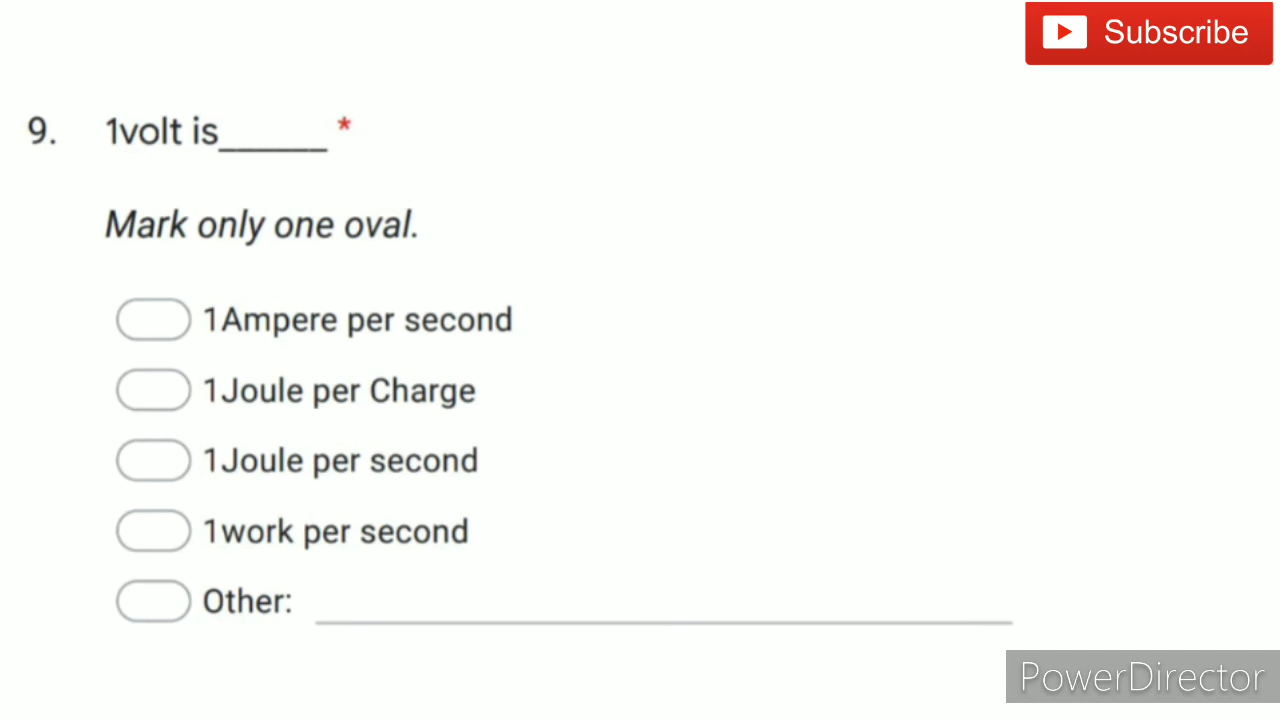 Subscribe
9. 1volt is______ *
Mark only one oval.
1Ampere per second
1Joule per Charge
1Joule per second
1work per second
Other:
PowerDirector